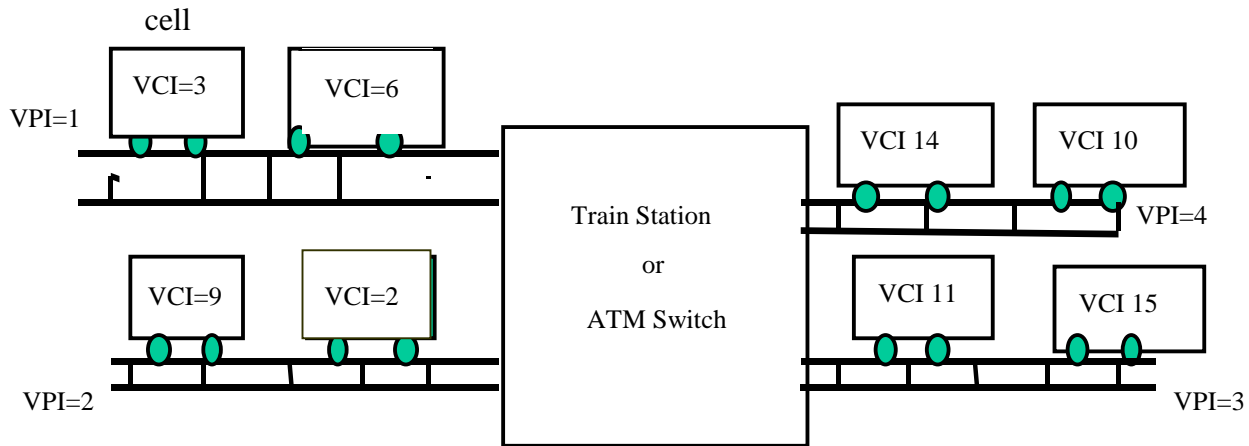 cell
VCI=3
VCI=6
VPI=1
VCI 14
VCI 10
VPI=4
Train Station
or
ATM Switch
VCI=9
VCI=2
VCI 11
VCI 15
VPI=2
VPI=3